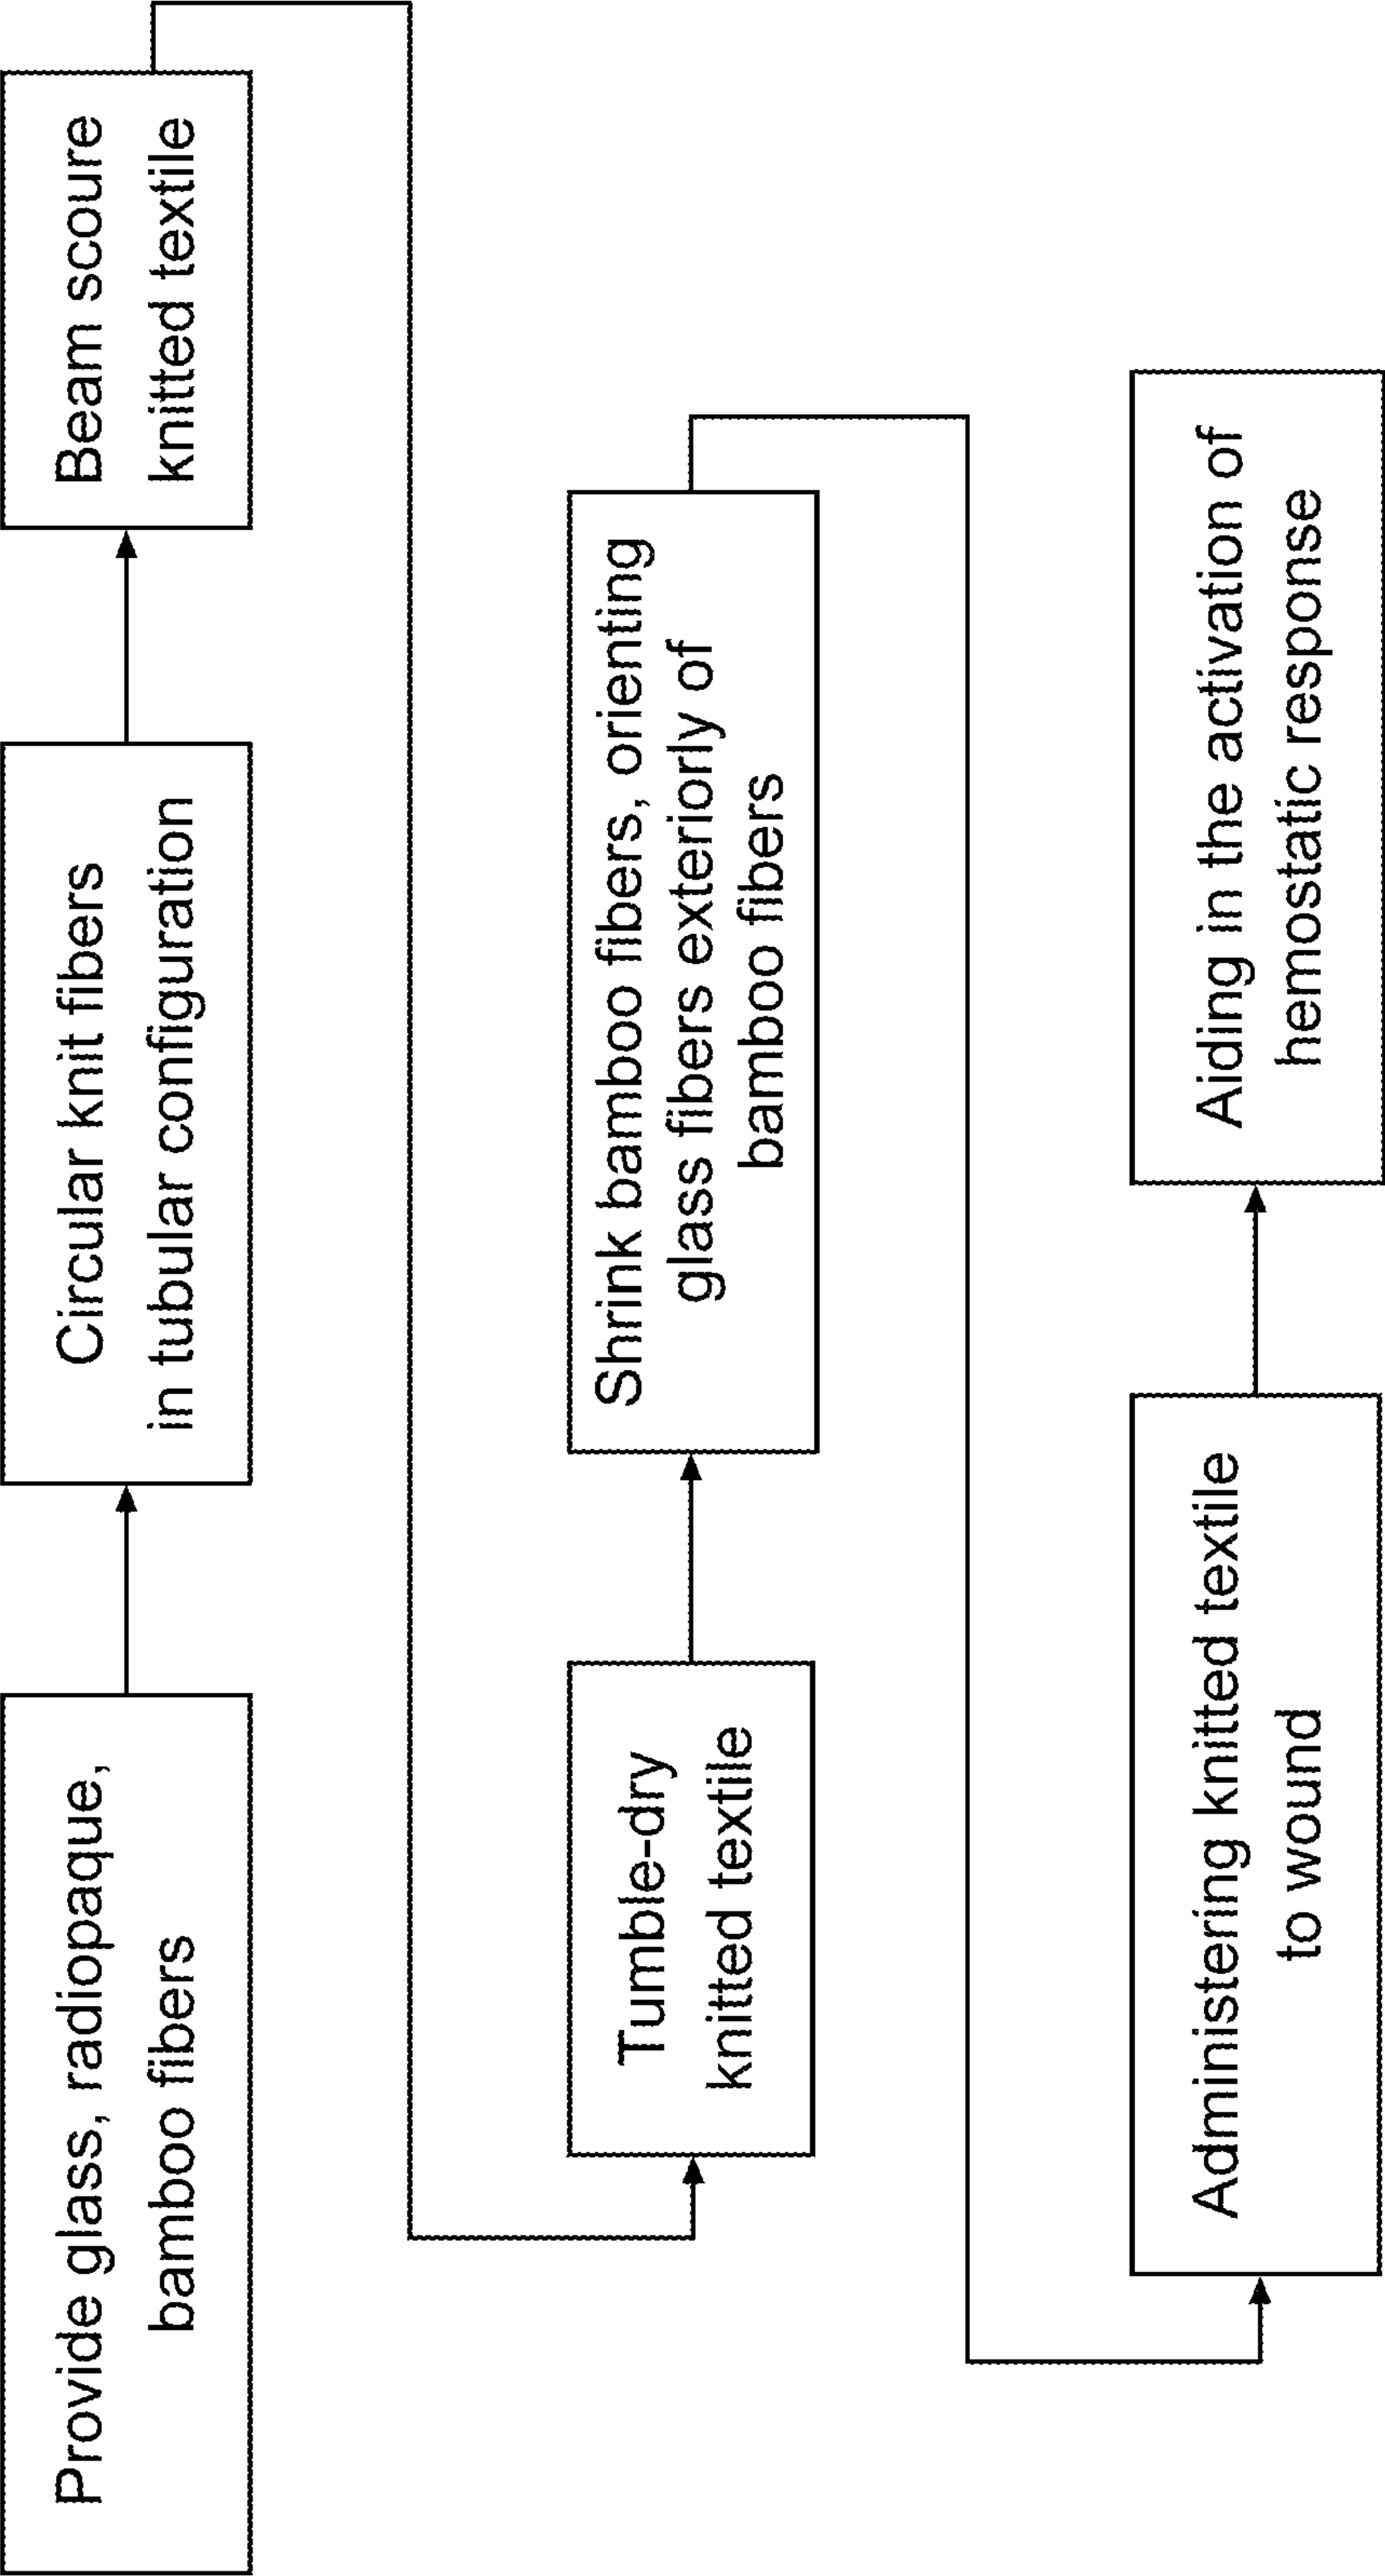 Provide glass, radiopaque,
bamboo fibers
Circular knit fibers
in tubular configuration
Beam scoure
knitted textile
Tumble-dry
knitted textile
Shrink bamboo fibers, orienting
glass fibers exteriorly of
bamboo fibers
Administering knitted textile
to wound
Aiding in the activation of
hemostatic response